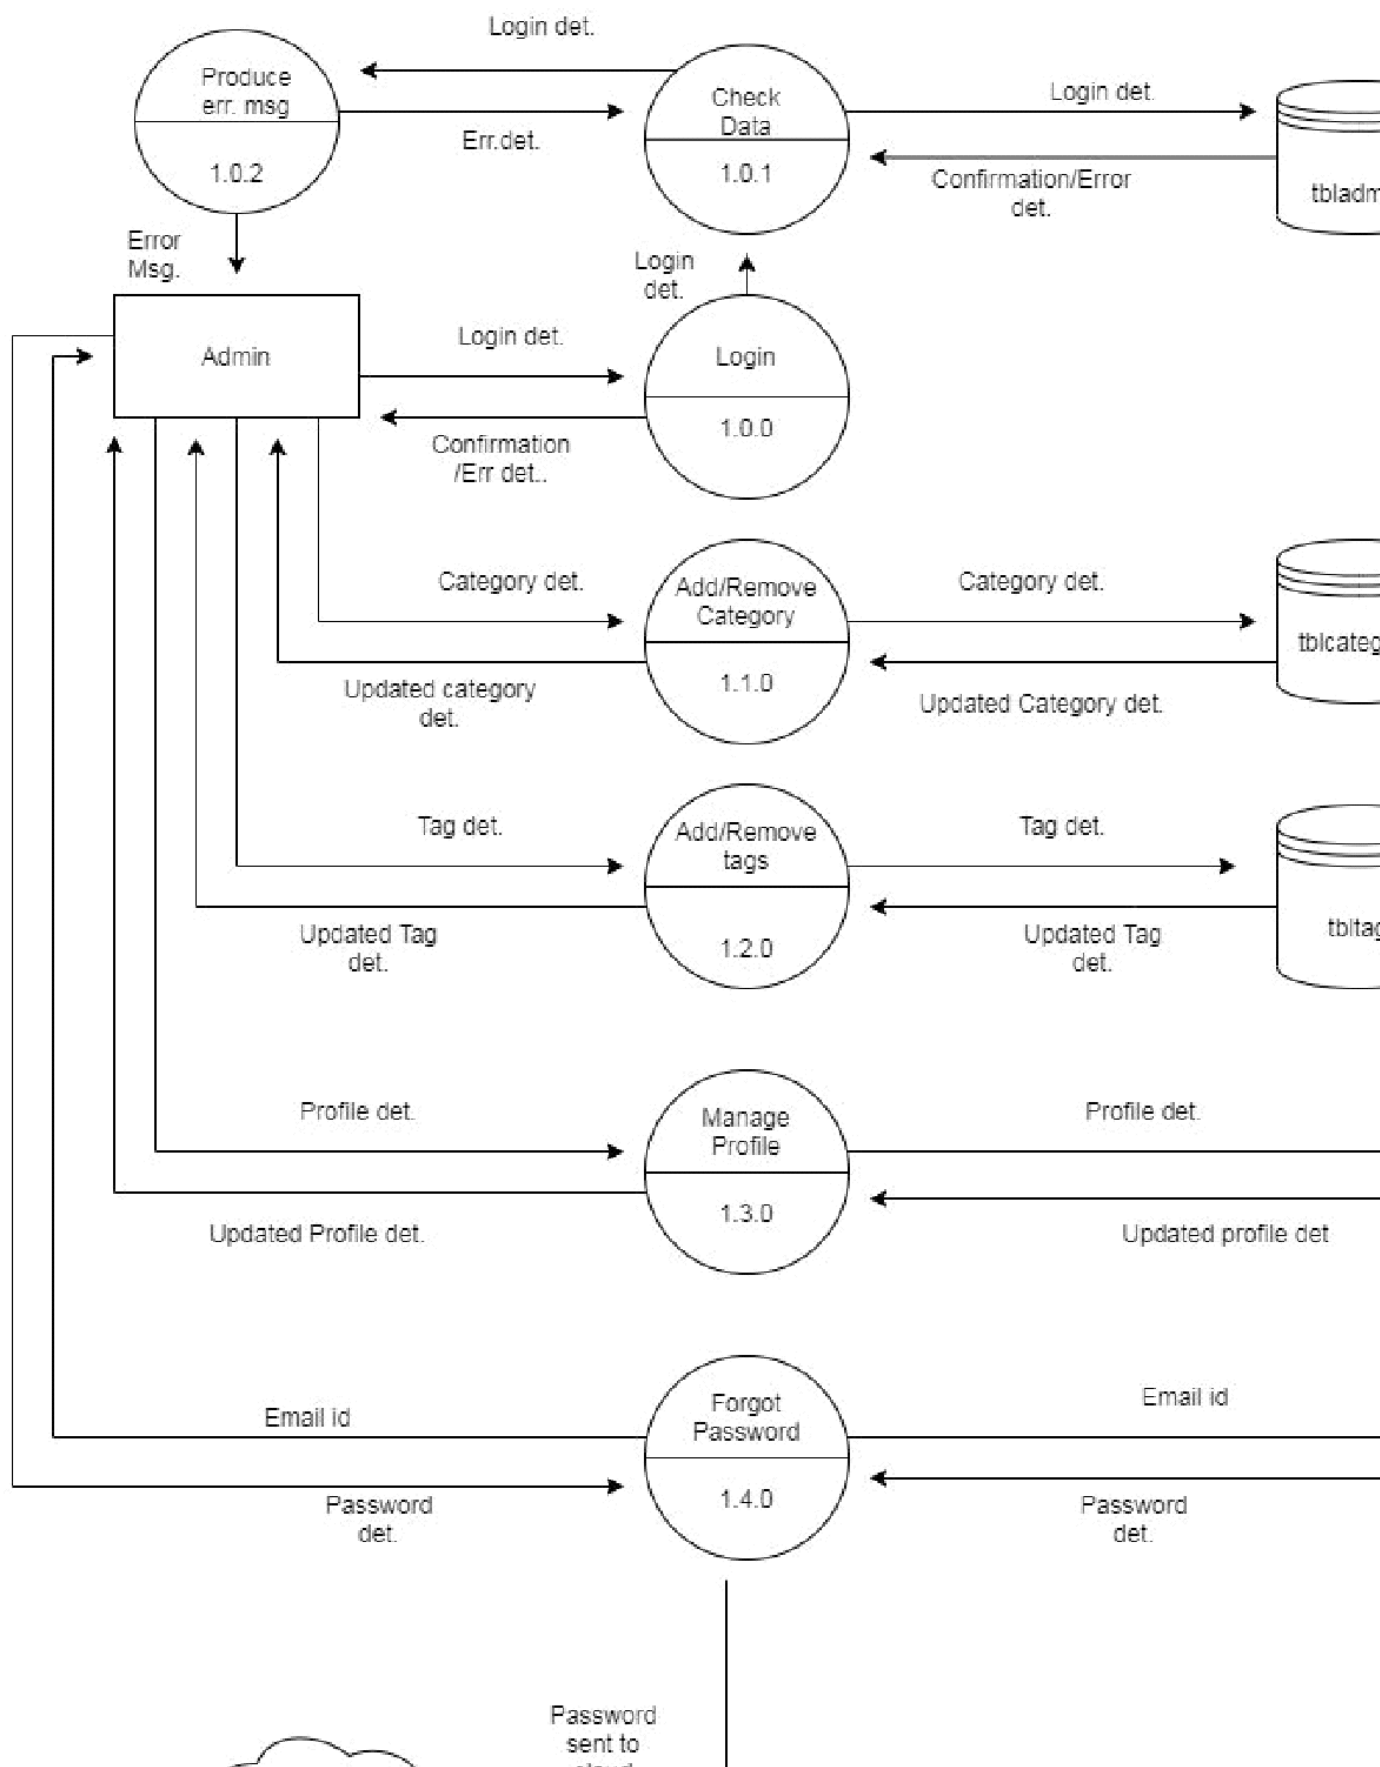 Login det.
Produce
err. msg
1.0.2
Check
Data
1.0.1
Login det.
Err.det.
Confirmation/Error
det.
tbladm
Error
Msg.
Login
det.
Admin
Login det.
Login
1.0.0
Confirmation
/Err det..
Category det.
Add/Remove
Category
1.1.0
Category det.
tblcateg
Updated category
det.
Updated Category det.
Tag det.
Add/Remove
tags
1.2.0
Tag det.
tbltag
Updated Tag
det.
Updated Tag
det.
Profile det.
Manage
Profile
1.3.0
Profile det.
Updated Profile det.
Updated profile det
Email id
Forgot
Password
1.4.0
Email id
Password
det.
Password
det.
Password
sent to
cloud